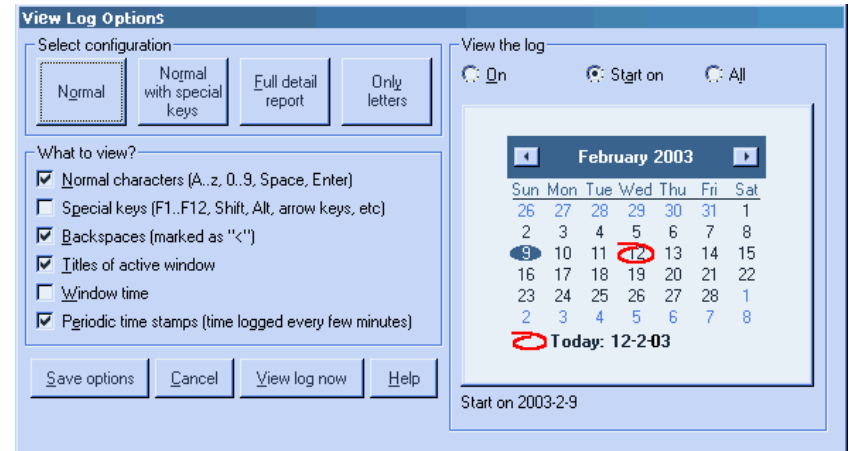 View Log Options
Select configuration
Normal
Normal
with special
keys
Full detail
report
Only
letters
What to view?
Normal characters (A..z, 0..9, Space, Enter)
Special keys (F1..F12, Shift, Alt, arrow keys, etc)
Backspaces (marked as "<")
Titles of active window
Window time
Periodic time stamps (time logged every few minutes)
Save options
Cancel
View log now
Help
View the log
On Start on All
February 2003
Sun Mon Tue Wed Thu Fri Sat
26 27 28 29 30 31 1
2 3 4 5 6 7 8
9 10 11 12 13 14 15
16 17 18 19 20 21 22
23 24 25 26 27 28 1
2 3 4 5 6 7 8
Today: 12-2-03
Start on 2003-2-9